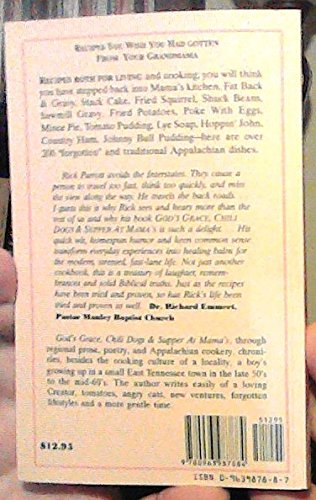 RECIPES YOU WISH YOU HAD GOTTEN
FROM YOUR GRANDMAMA
RECIPES BOTH FOR LIVING and cooking, you will think
you have stepped back into Mama's Kitchen, Fat Back
& Gravy, Stack Cake, Fried Squirrel, Shuck Beans,
Sawmill Gravy, Fried Potatoes, Poke With Eggs,
Mince Pie, Tomato Pudding, Lye Soap, Hoppin' John,
Country Ham, Johnny Bull Pudding—here are over
200 "forgotten" and traditional Appalachian dishes.
Rick Parrott avoids the Interstates. They cause a
person to travel too fast, think too quickly, and miss
the view along the way. He travels the back roads.
I guess this is why Rick sees and hears more than the
rest of us and why his book GOD'S GRACE, CHILI
DOGS & SUPPER AT MAMA'S is such a delight. His
quick wit, homespun humor and keen common sense
transform everyday experiences into healing balm for
the modern, stressed, fast-lane life. Not just another
cookbook, this is a treasury of laughter, remem-
brances and solid Biblical truths. Just as the recipes
have been tried and proven, so has Rick's life been
tried and proven as well. Dr. Richard Emmert,
Pastor Manley Baptist Church
God's Grace, Chili Dogs & Supper At Mama's, through
regional prose, poetry, and Appalachian cookery, chroni-
cles, besides the cooking culture of a locality, a boy's
growing up in a small East Tennessee town in the late 50's
to the mid-60's. The author writes easily of a loving
Creator, tomatoes, angry cats, new ventures, forgotten
lifestyles and a more gentle time.
$12.95
51295
9 780963 987084
ISBN 0-9639878-8-7